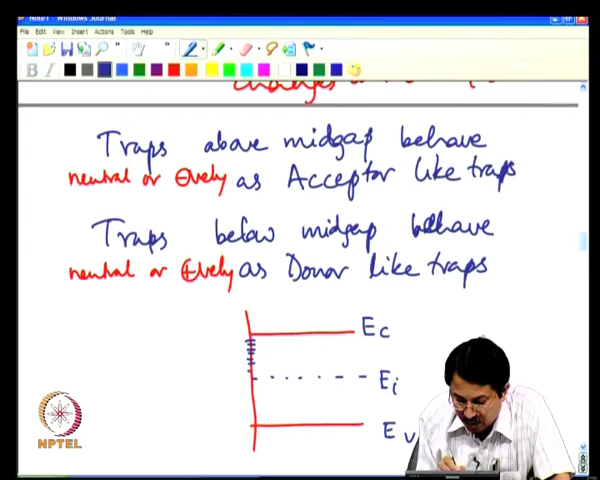 Note1 - Windows Journal
File Edit View Insert Actions Tools Help
B I
Traps above midgap behave
neutral or ⊖vely as Acceptor like traps
Traps below midgap behave
neutral or ⊕vely as Donor like traps
Ec
Ei
Ev
NPTEL